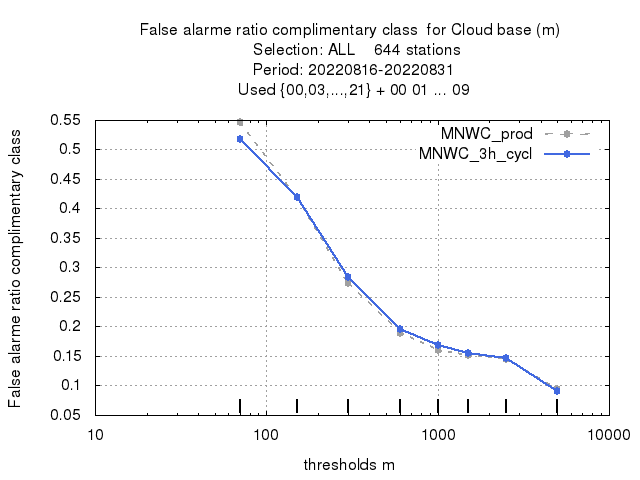 False alarme ratio complimentary class  for Cloud base (m)
Selection: ALL    644 stations
Period: 20220816-20220831
Used {00,03,...,21} + 00 01 ... 09
MNWC_prod
MNWC_3h_cycl
False alarme ratio complimentary class
0.55
0.5
0.45
0.4
0.35
0.3
0.25
0.2
0.15
0.1
0.05
10 100 1000 10000
thresholds m